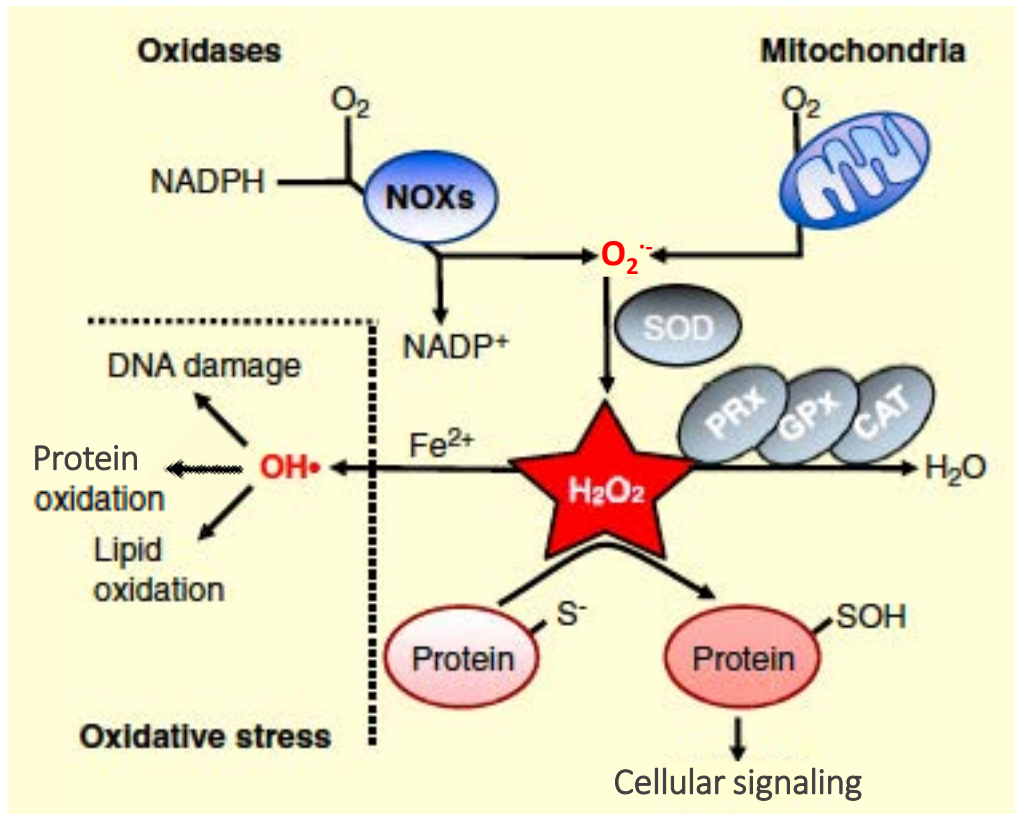 Oxidases
Mitochondria
O₂
O₂
NADPH
NOXs
O₂·-
SOD
NADP⁺
DNA damage
PRx
GPx
CAT
Fe²⁺
Protein
oxidation
OH•
H₂O₂
H₂O
Lipid
oxidation
S⁻
SOH
Protein
Protein
Oxidative stress
Cellular signaling